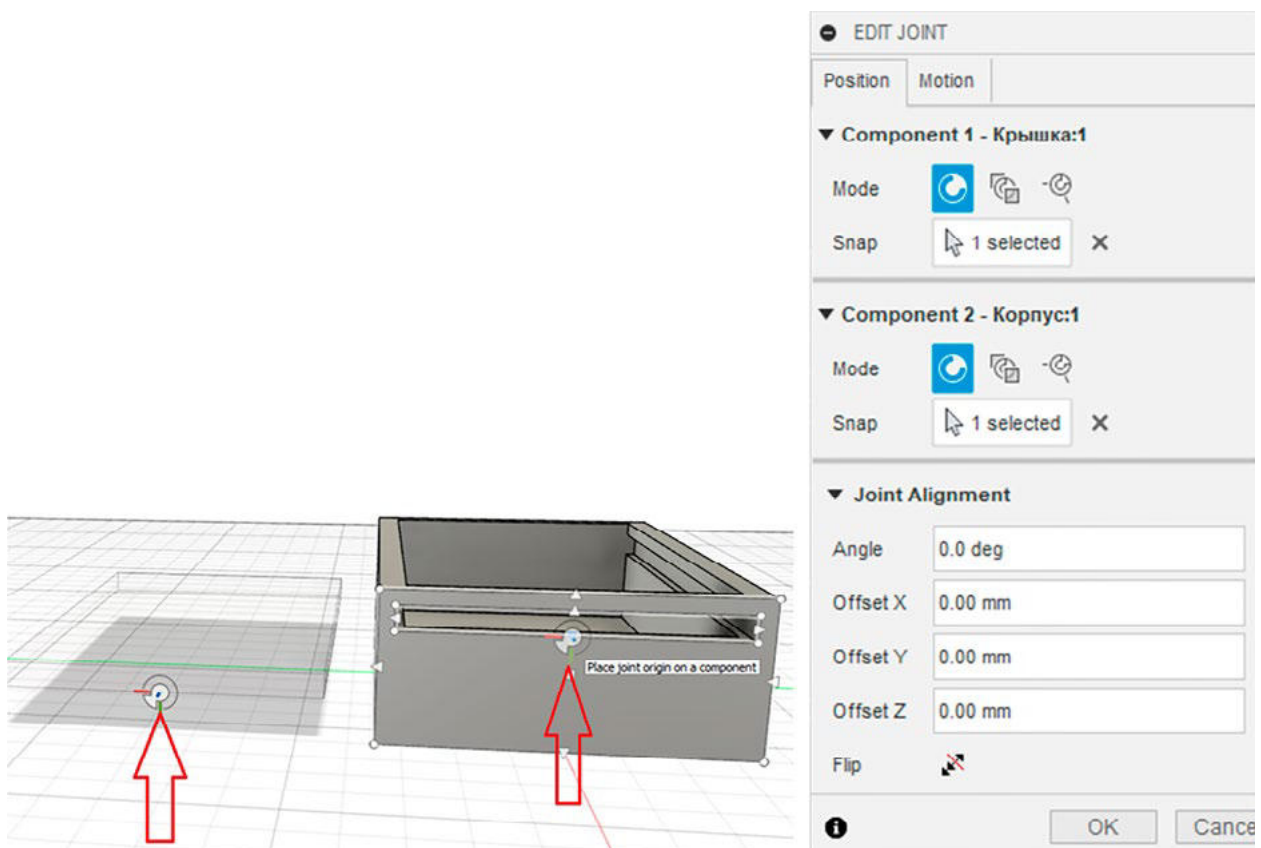 EDIT JOINT
Position Motion
Component 1 - Крышка:1
Mode
Snap 1 selected
Component 2 - Корпус:1
Mode
Snap 1 selected
Joint Alignment
Angle 0.0 deg
Offset X 0.00 mm
Offset Y 0.00 mm
Place joint origin on a component
Offset Z 0.00 mm
Flip
OK Cance